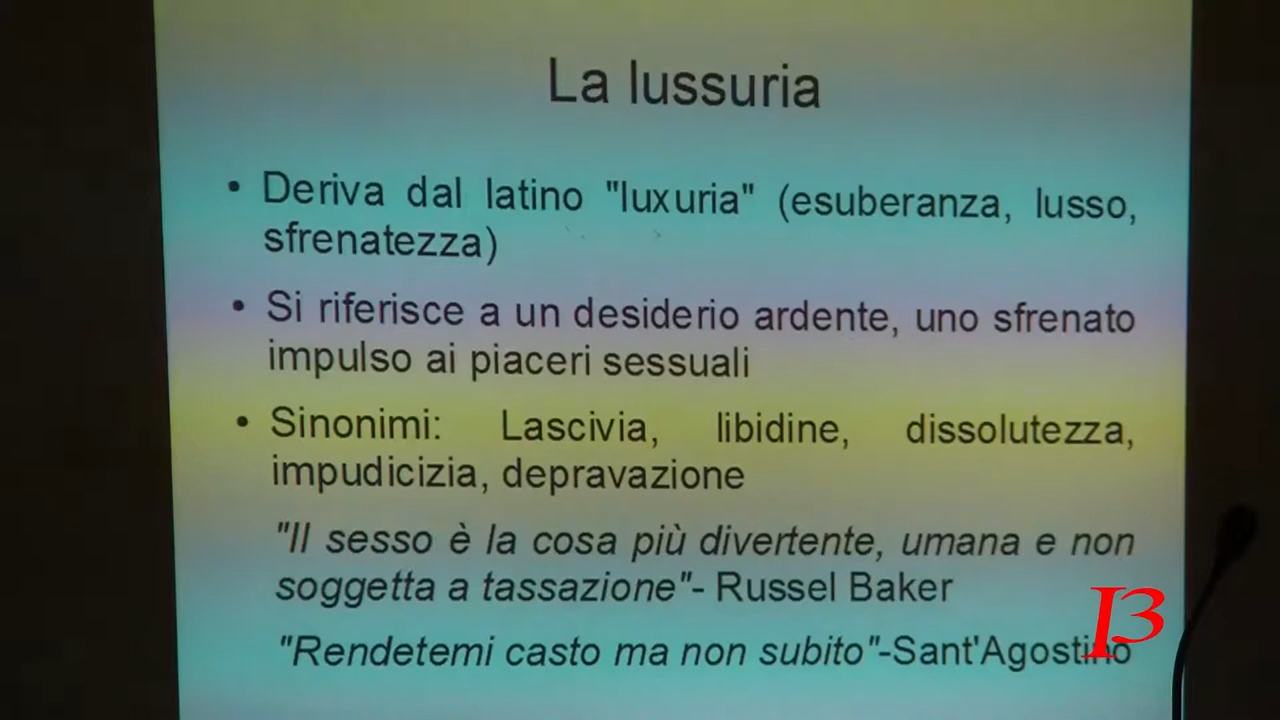 La lussuria
• Deriva dal latino "luxuria" (esuberanza, lusso,
sfrenatezza)
• Si riferisce a un desiderio ardente, uno sfrenato
impulso ai piaceri sessuali
• Sinonimi: Lascivia, libidine, dissolutezza,
impudicizia, depravazione
"Il sesso è la cosa più divertente, umana e non
soggetta a tassazione"- Russel Baker
"Rendetemi casto ma non subito"-Sant'Agostino
13